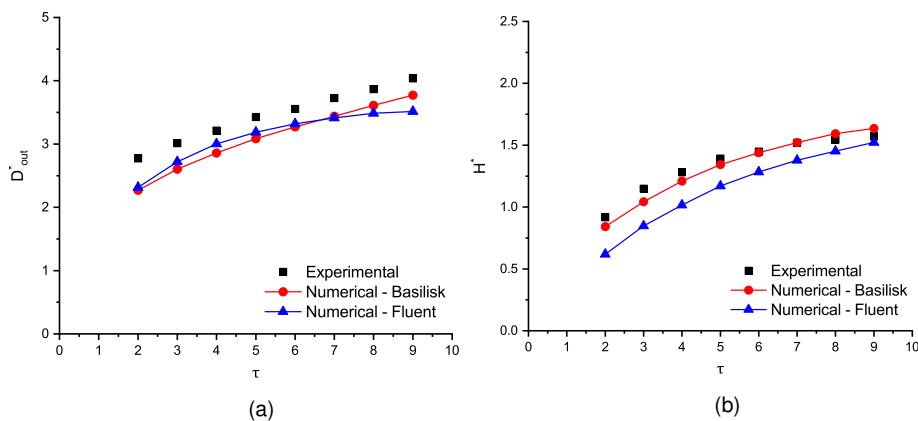 5
4
3
2
1
0
D*out
0 1 2 3 4 5 6 7 8 9 10
τ
Experimental
Numerical - Basilisk
Numerical - Fluent
(a)
2.5
2.0
1.5
1.0
0.5
0.0
H*
0 1 2 3 4 5 6 7 8 9 10
τ
Experimental
Numerical - Basilisk
Numerical - Fluent
(b)